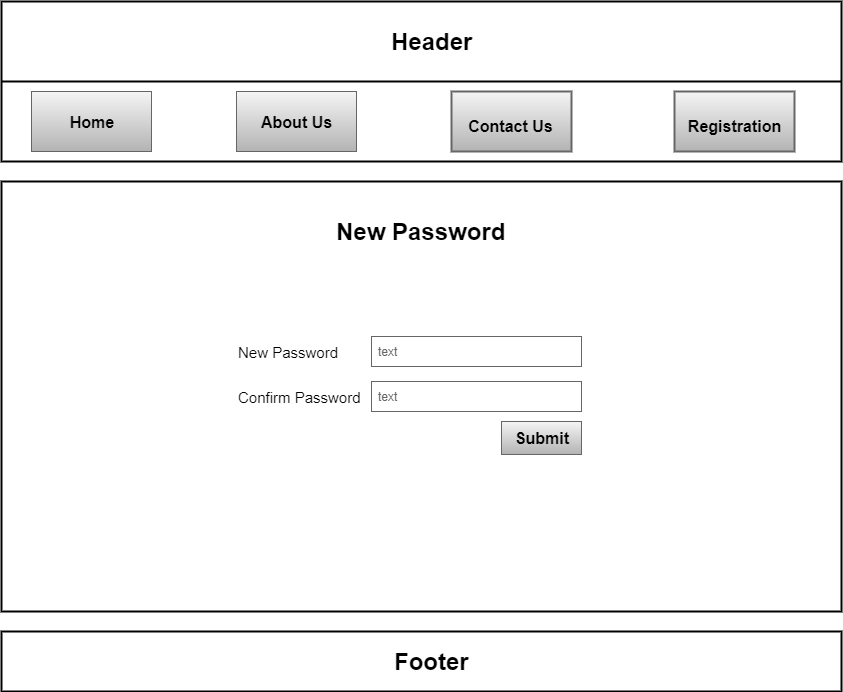 Header
Home About Us Contact Us Registration
New Password
New Password text
Confirm Password text
Submit
Footer